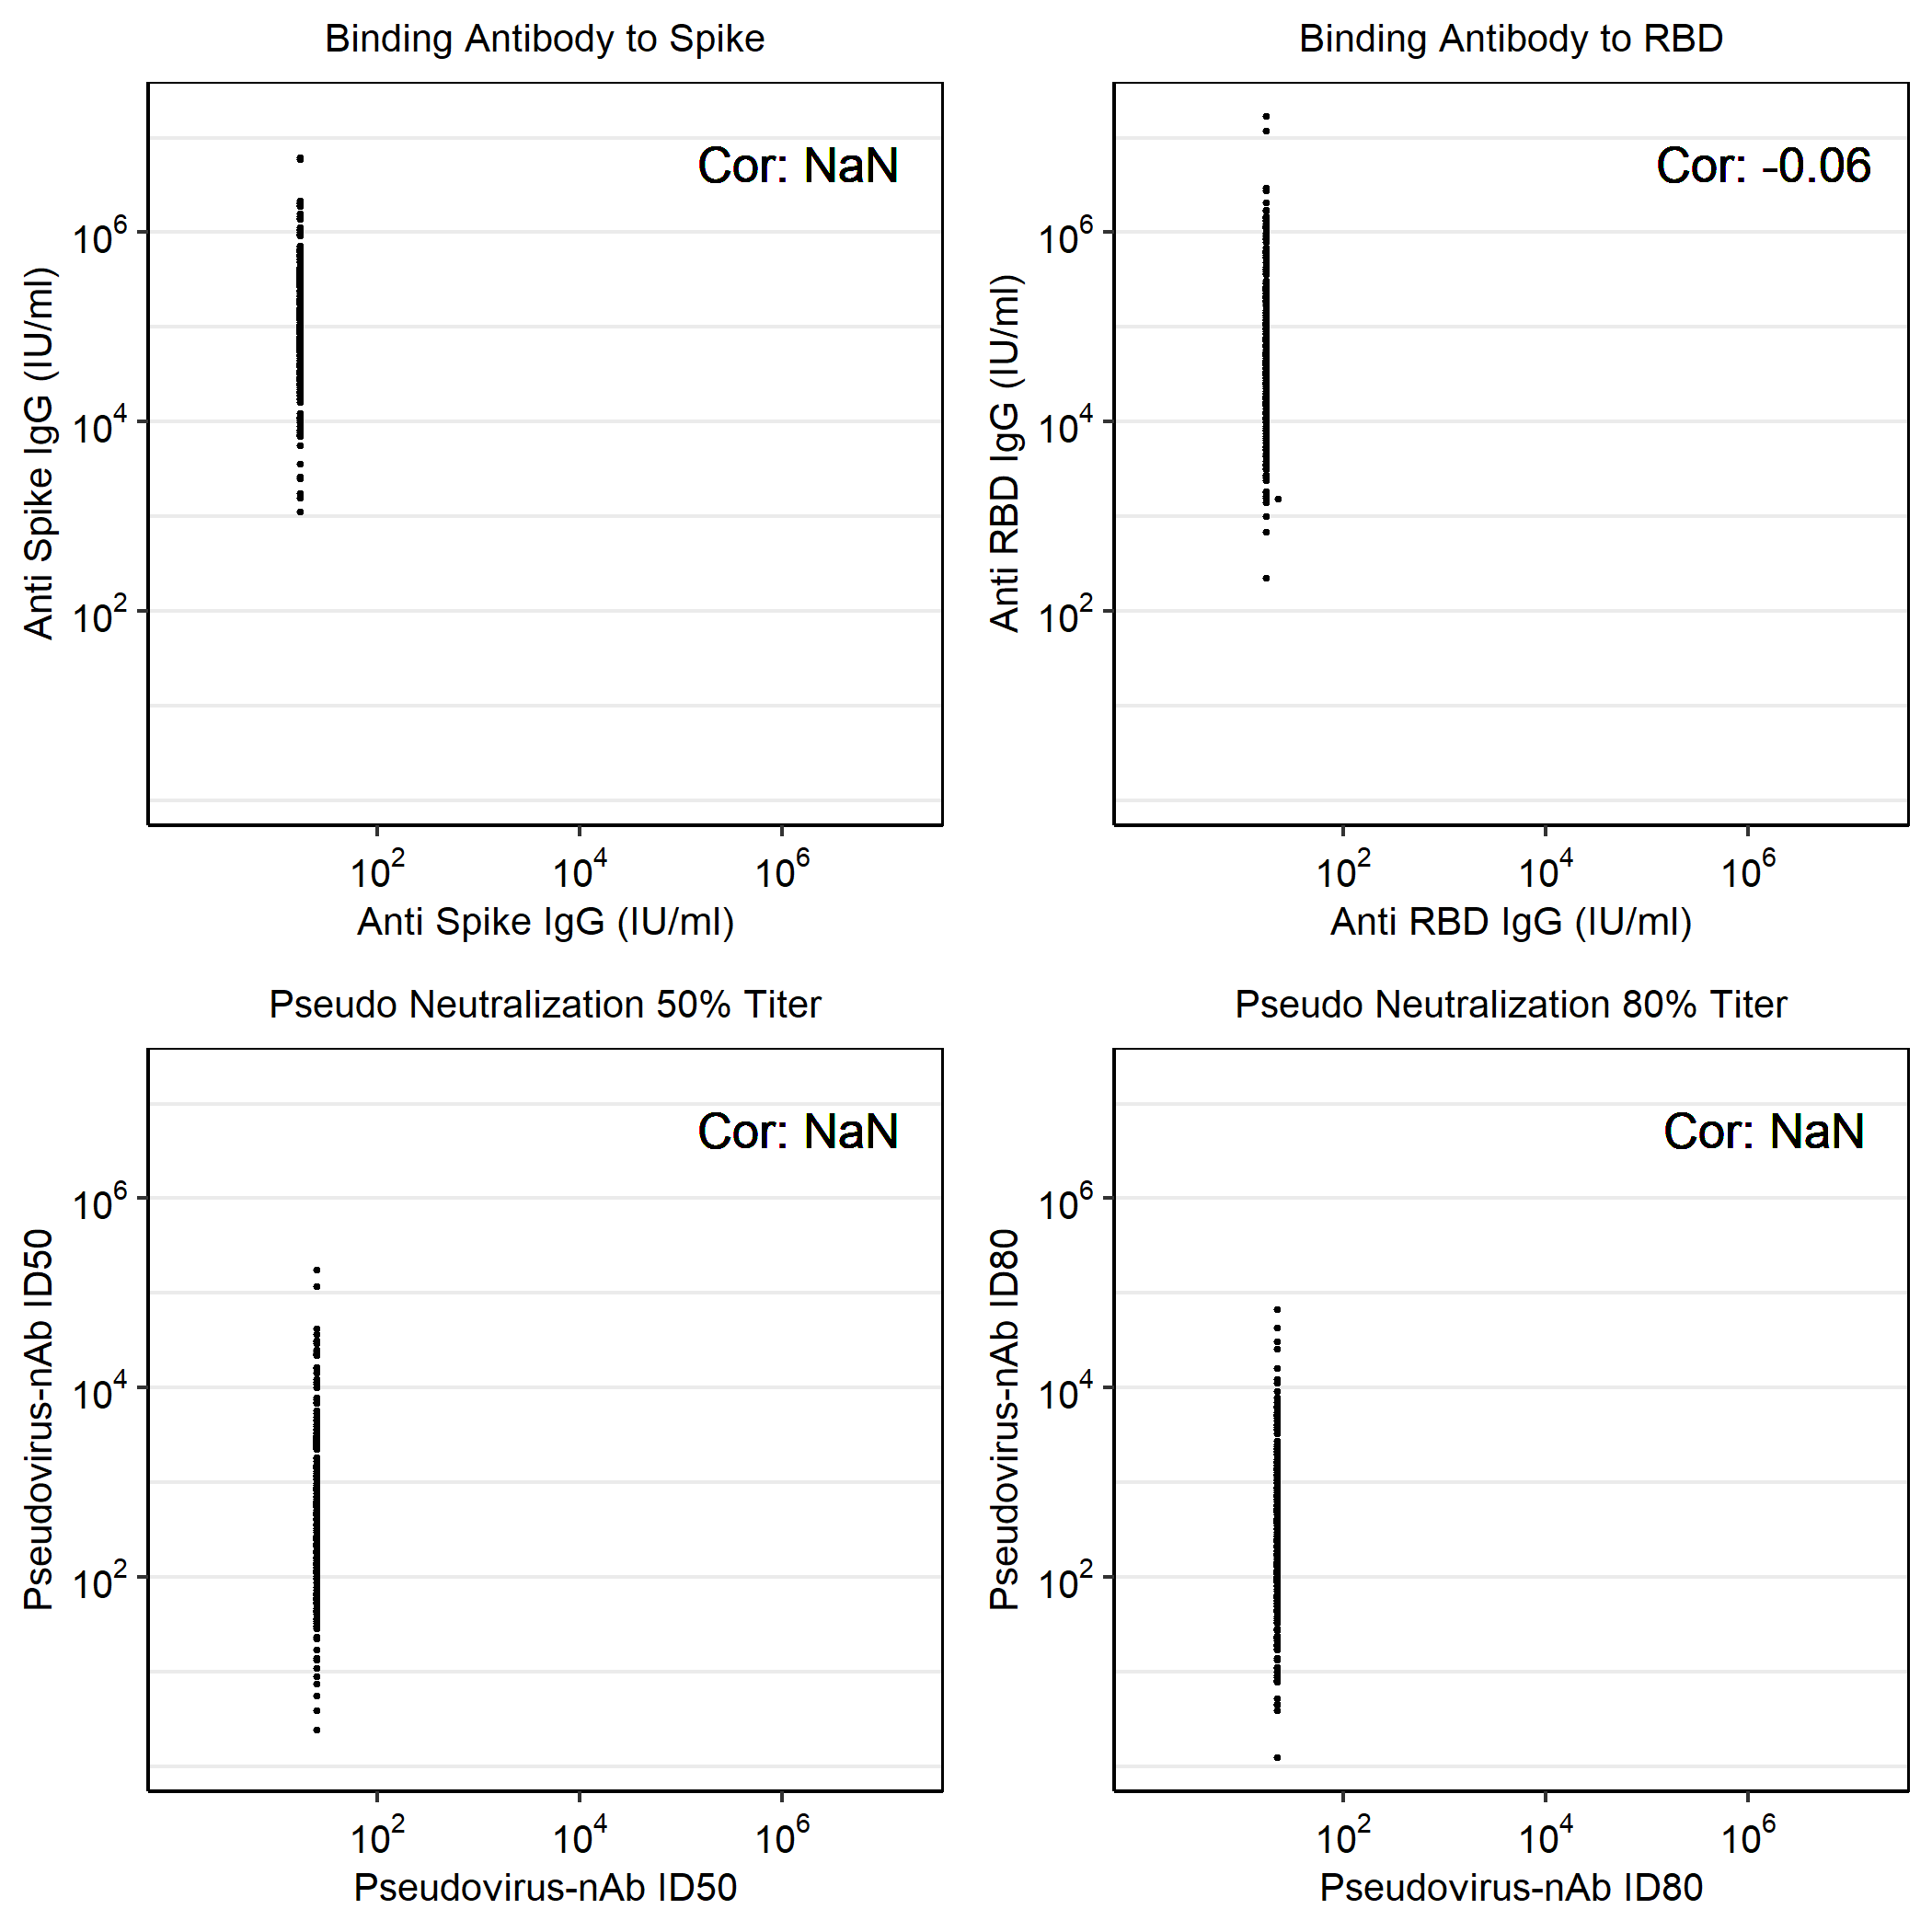 Binding Antibody to Spike
Cor: NaN
Anti Spike IgG (IU/ml)
10^6
10^4
10^2
10^2 10^4 10^6
Anti Spike IgG (IU/ml)
Binding Antibody to RBD
Cor: -0.06
Anti RBD IgG (IU/ml)
10^6
10^4
10^2
10^2 10^4 10^6
Anti RBD IgG (IU/ml)
Pseudo Neutralization 50% Titer
Cor: NaN
Pseudovirus-nAb ID50
10^6
10^4
10^2
10^2 10^4 10^6
Pseudovirus-nAb ID50
Pseudo Neutralization 80% Titer
Cor: NaN
Pseudovirus-nAb ID80
10^6
10^4
10^2
10^2 10^4 10^6
Pseudovirus-nAb ID80